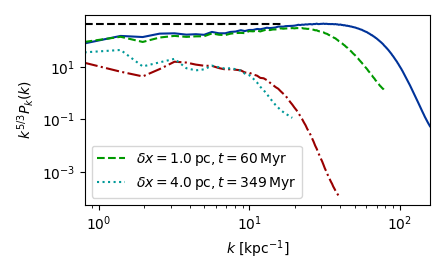 k^{5/3}P_k(k)
10^1
10^{-1}
10^{-3}
δx = 1.0 pc, t = 60 Myr
δx = 4.0 pc, t = 349 Myr
10^0 10^1 10^2
k [kpc^{-1}]